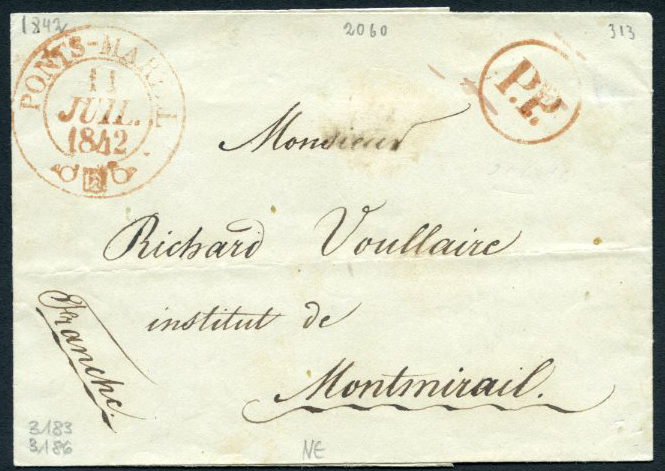 1842
2060
313
PONTS-MARTEL
11
JUIL.
1842
P.P.
Monsieur
Richard Voullaire
institut de
Montmirail.
Franche.
3183
3186
NE